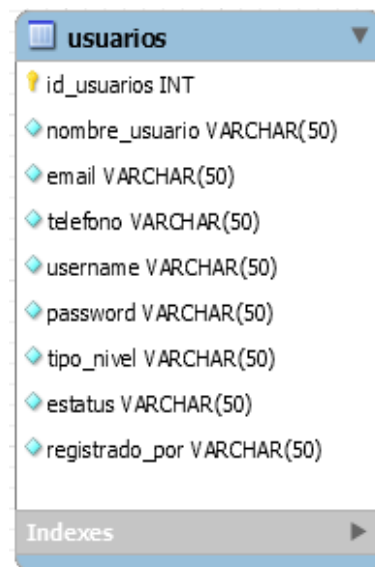 usuarios
id_usuarios INT
nombre_usuario VARCHAR(50)
email VARCHAR(50)
telefono VARCHAR(50)
username VARCHAR(50)
password VARCHAR(50)
tipo_nivel VARCHAR(50)
estatus VARCHAR(50)
registrado_por VARCHAR(50)
Indexes